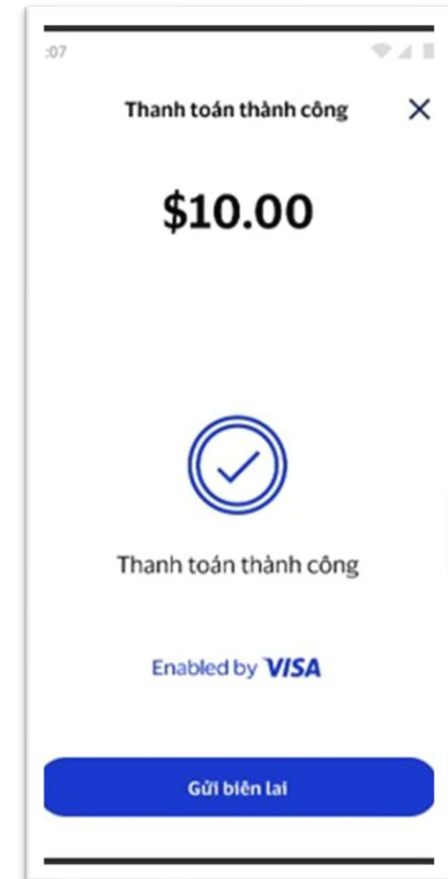 :07
Thanh toán thành công
$10.00
Thanh toán thành công
Enabled by VISA
Gửi biên lai